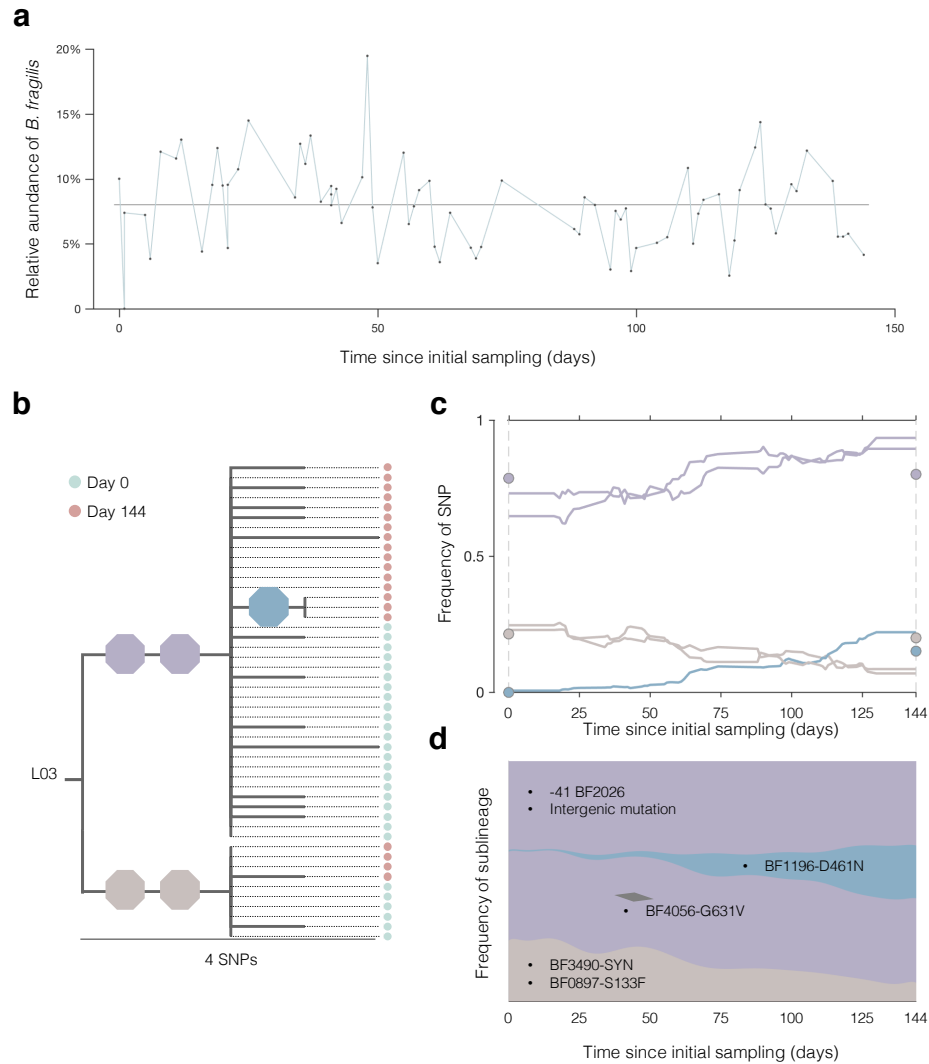 a
20%
15%
10%
5%
0
Relative aundance of B. fragilis
0
50
100
150
Time since initial sampling (days)
b
Day 0
Day 144
L03
4 SNPs
c
1
0.5
0
Frequency of SNP
0
25
50
75
100
125
144
Time since initial sampling (days)
d
Frequency of sublineage
• -41 BF2026
• Intergenic mutation
• BF1196-D461N
• BF4056-G631V
• BF3490-SYN
• BF0897-S133F
0
25
50
75
100
125
144
Time since initial sampling (days)